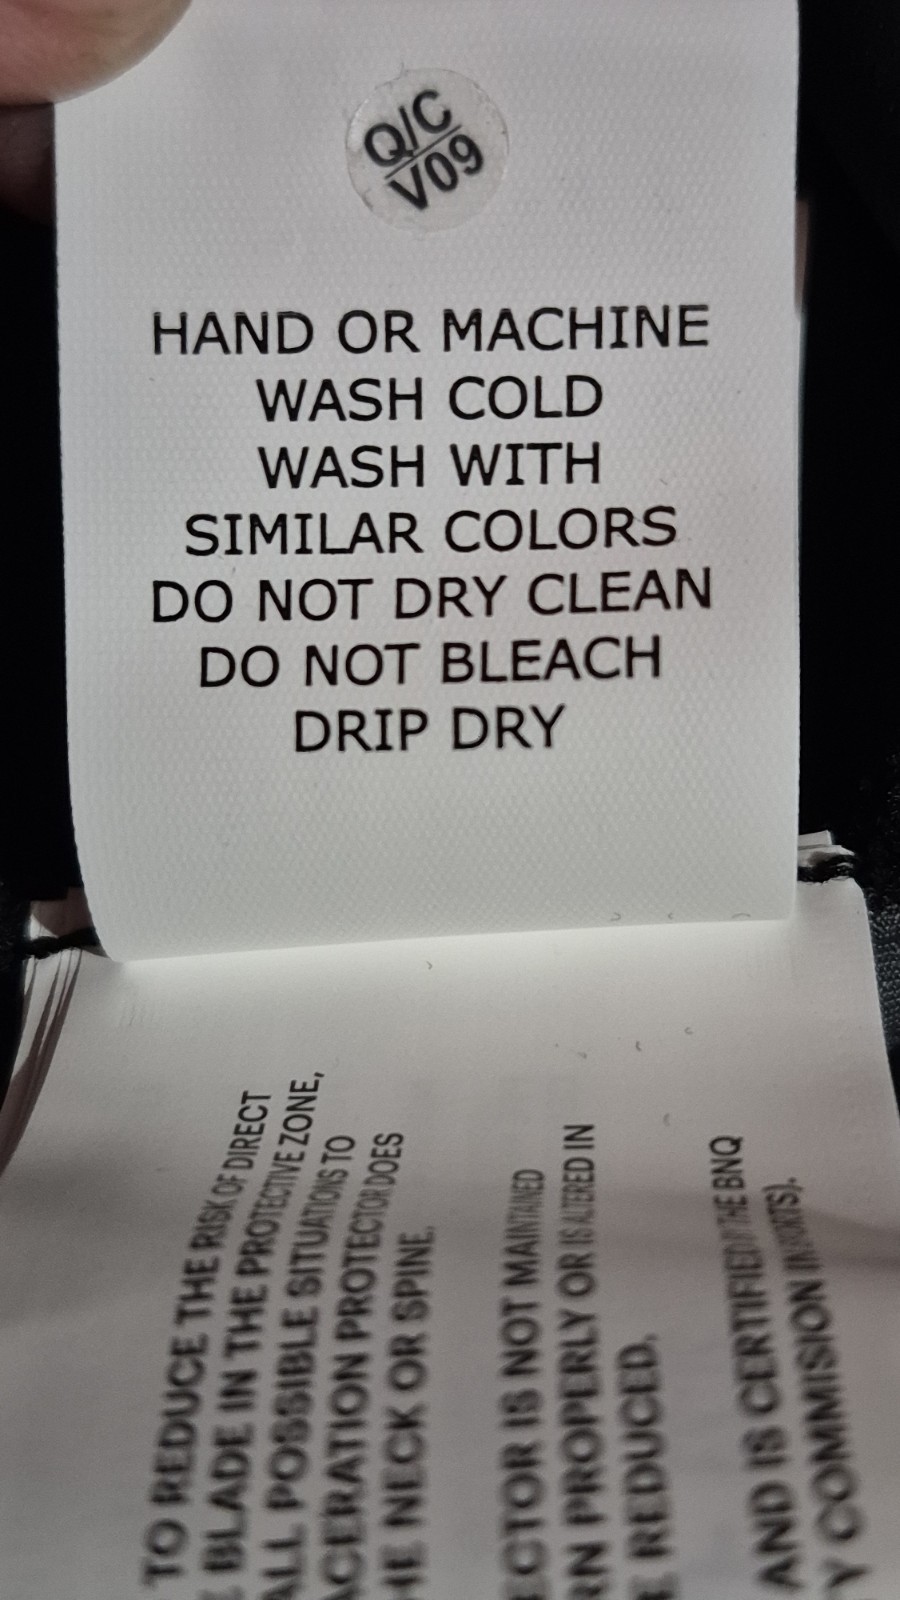 Q/C
V09
HAND OR MACHINE
WASH COLD
WASH WITH
SIMILAR COLORS
DO NOT DRY CLEAN
DO NOT BLEACH
DRIP DRY
TO REDUCE THE RISK OF DIRECT
BLADE IN THE PROTECTIVE ZONE,
ALL POSSIBLE SITUATIONS TO
ACERATION PROTECTOR DOES
HE NECK OR SPINE.
ECTOR IS NOT MAINTAINED
RN PROPERLY OR IS ALTERED IN
E REDUCED.
AND IS CERTIFIED BY THE BNQ
Y COMMISION IN SPORTS).